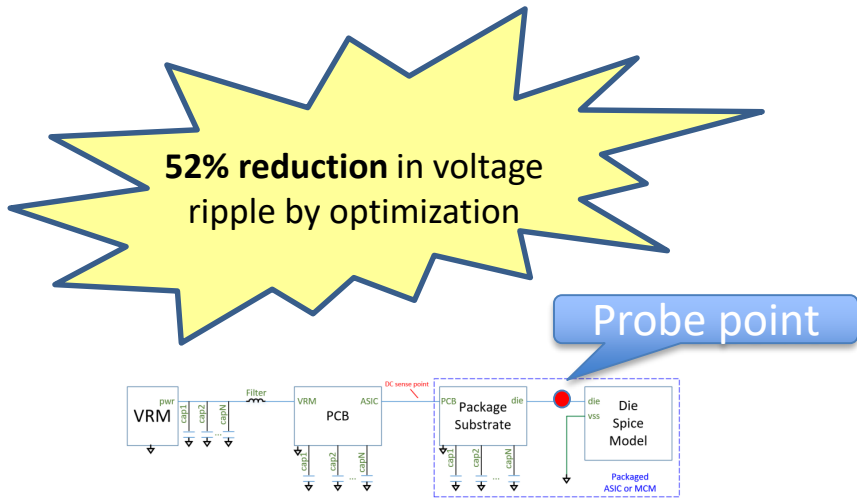 52% reduction in voltage
ripple by optimization
Probe point
VRM
pwr
cap1
cap2
...
capN
Filter
VRM
ASIC
PCB
cap1
cap2
...
capN
DC sense point
PCB
die
Package
Substrate
cap1
cap2
...
capN
die
vss
Die
Spice
Model
Packaged
ASIC or MCM